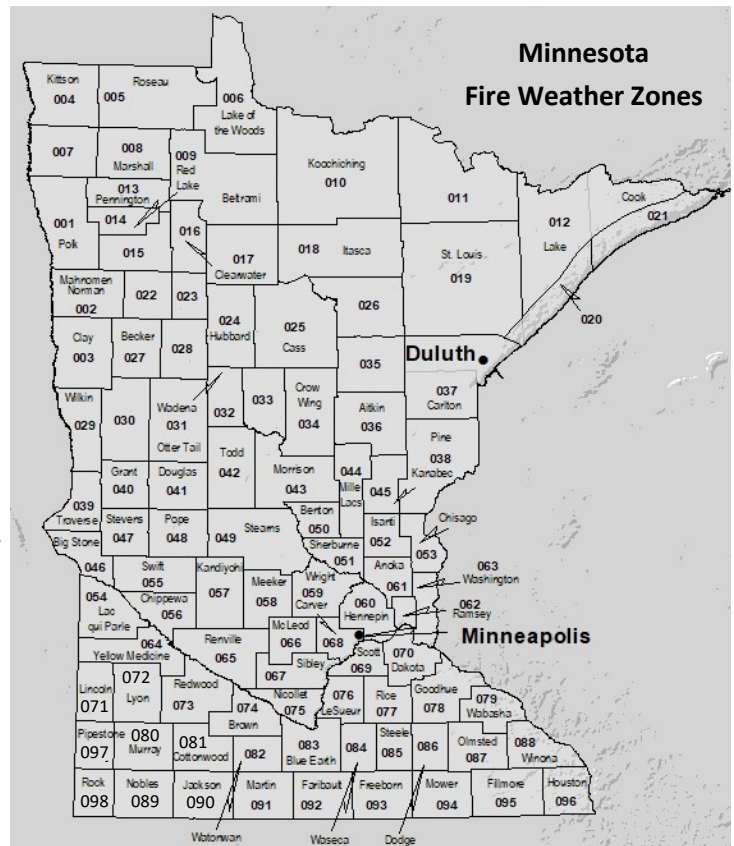 Minnesota
Fire Weather Zones
Kittson
004
005
Roseau
006
Lake of
the Woods
007
008
Marshall
009
Red
Lake
Koochiching
010
011
013
Pennington
014
Beltrami
001
Polk
015
016
017
Clearwater
018
Itasca
St. Louis
019
012
Lake
Cook
021
020
Mahnomen
Norman
002
022
023
024
Hubbard
025
Cass
026
Clay
003
Becker
027
028
035
Duluth
037
Carlton
Wilkin
029
030
Wadena
031
Otter Tail
032
033
Crow
Wing
034
Aitkin
036
Pine
038
Kanabec
Todd
042
Morrison
043
044
Mille
Lacs
045
039
Traverse
Grant
040
Douglas
041
Benton
050
Isanti
052
Chisago
053
Big Stone
046
Stevens
047
Pope
048
049
Stearns
Sherburne
051
Anoka
061
063
Washington
Swift
055
Kandiyohi
057
Meeker
058
Wright
059
Carver
060
Hennepin
062
Ramsey
054
Lac
qui Parle
Chippewa
056
Minneapolis
064
Yellow Medicine
Renville
065
McLeod
066
068
Sibley
067
Scott
069
070
Dakota
Lincoln
071
072
Lyon
Redwood
073
074
Brown
Nicollet
075
076
LeSueur
Rice
077
Goodhue
078
079
Wabasha
Pipestone
097
080
Murray
081
Cottonwood
082
083
Blue Earth
084
Steele
085
086
Olmsted
087
088
Winona
Rock
098
Nobles
089
Jackson
090
Martin
091
Faribault
092
Freeborn
093
Mower
094
Fillmore
095
Houston
096
Watonwan
Waseca
Dodge